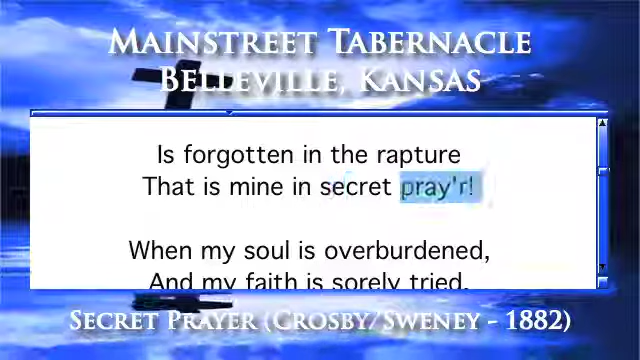 Mainstreet Tabernacle
Belleville, Kansas
Is forgotten in the rapture
That is mine in secret pray'r!
When my soul is overburdened,
And my faith is sorely tried,
Secret Prayer (Crosby/Sweney - 1882)